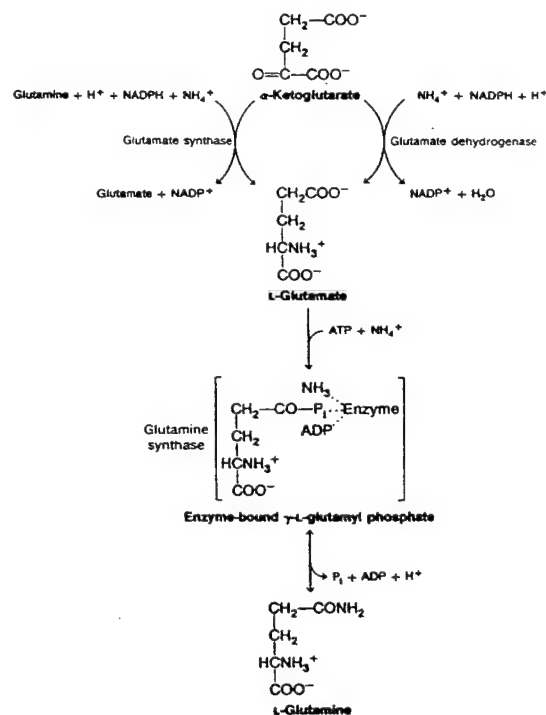 CH₂—COO⁻
CH₂
O=C—COO⁻
Glutamine + H⁺ + NADPH + NH₄⁺
α-Ketoglutarate
NH₄⁺ + NADPH + H⁺
Glutamate synthase
Glutamate dehydrogenase
Glutamate + NADP⁺
CH₂COO⁻
NADP⁺ + H₂O
CH₂
HCNH₃⁺
COO⁻
L-Glutamate
ATP + NH₄⁺
NH₃
CH₂—CO—Pᵢ Enzyme
ADP
Glutamine
synthase
CH₂
HCNH₃⁺
COO⁻
Enzyme-bound γ-L-glutamyl phosphate
Pᵢ + ADP + H⁺
CH₂—CONH₂
CH₂
HCNH₃⁺
COO⁻
L-Glutamine